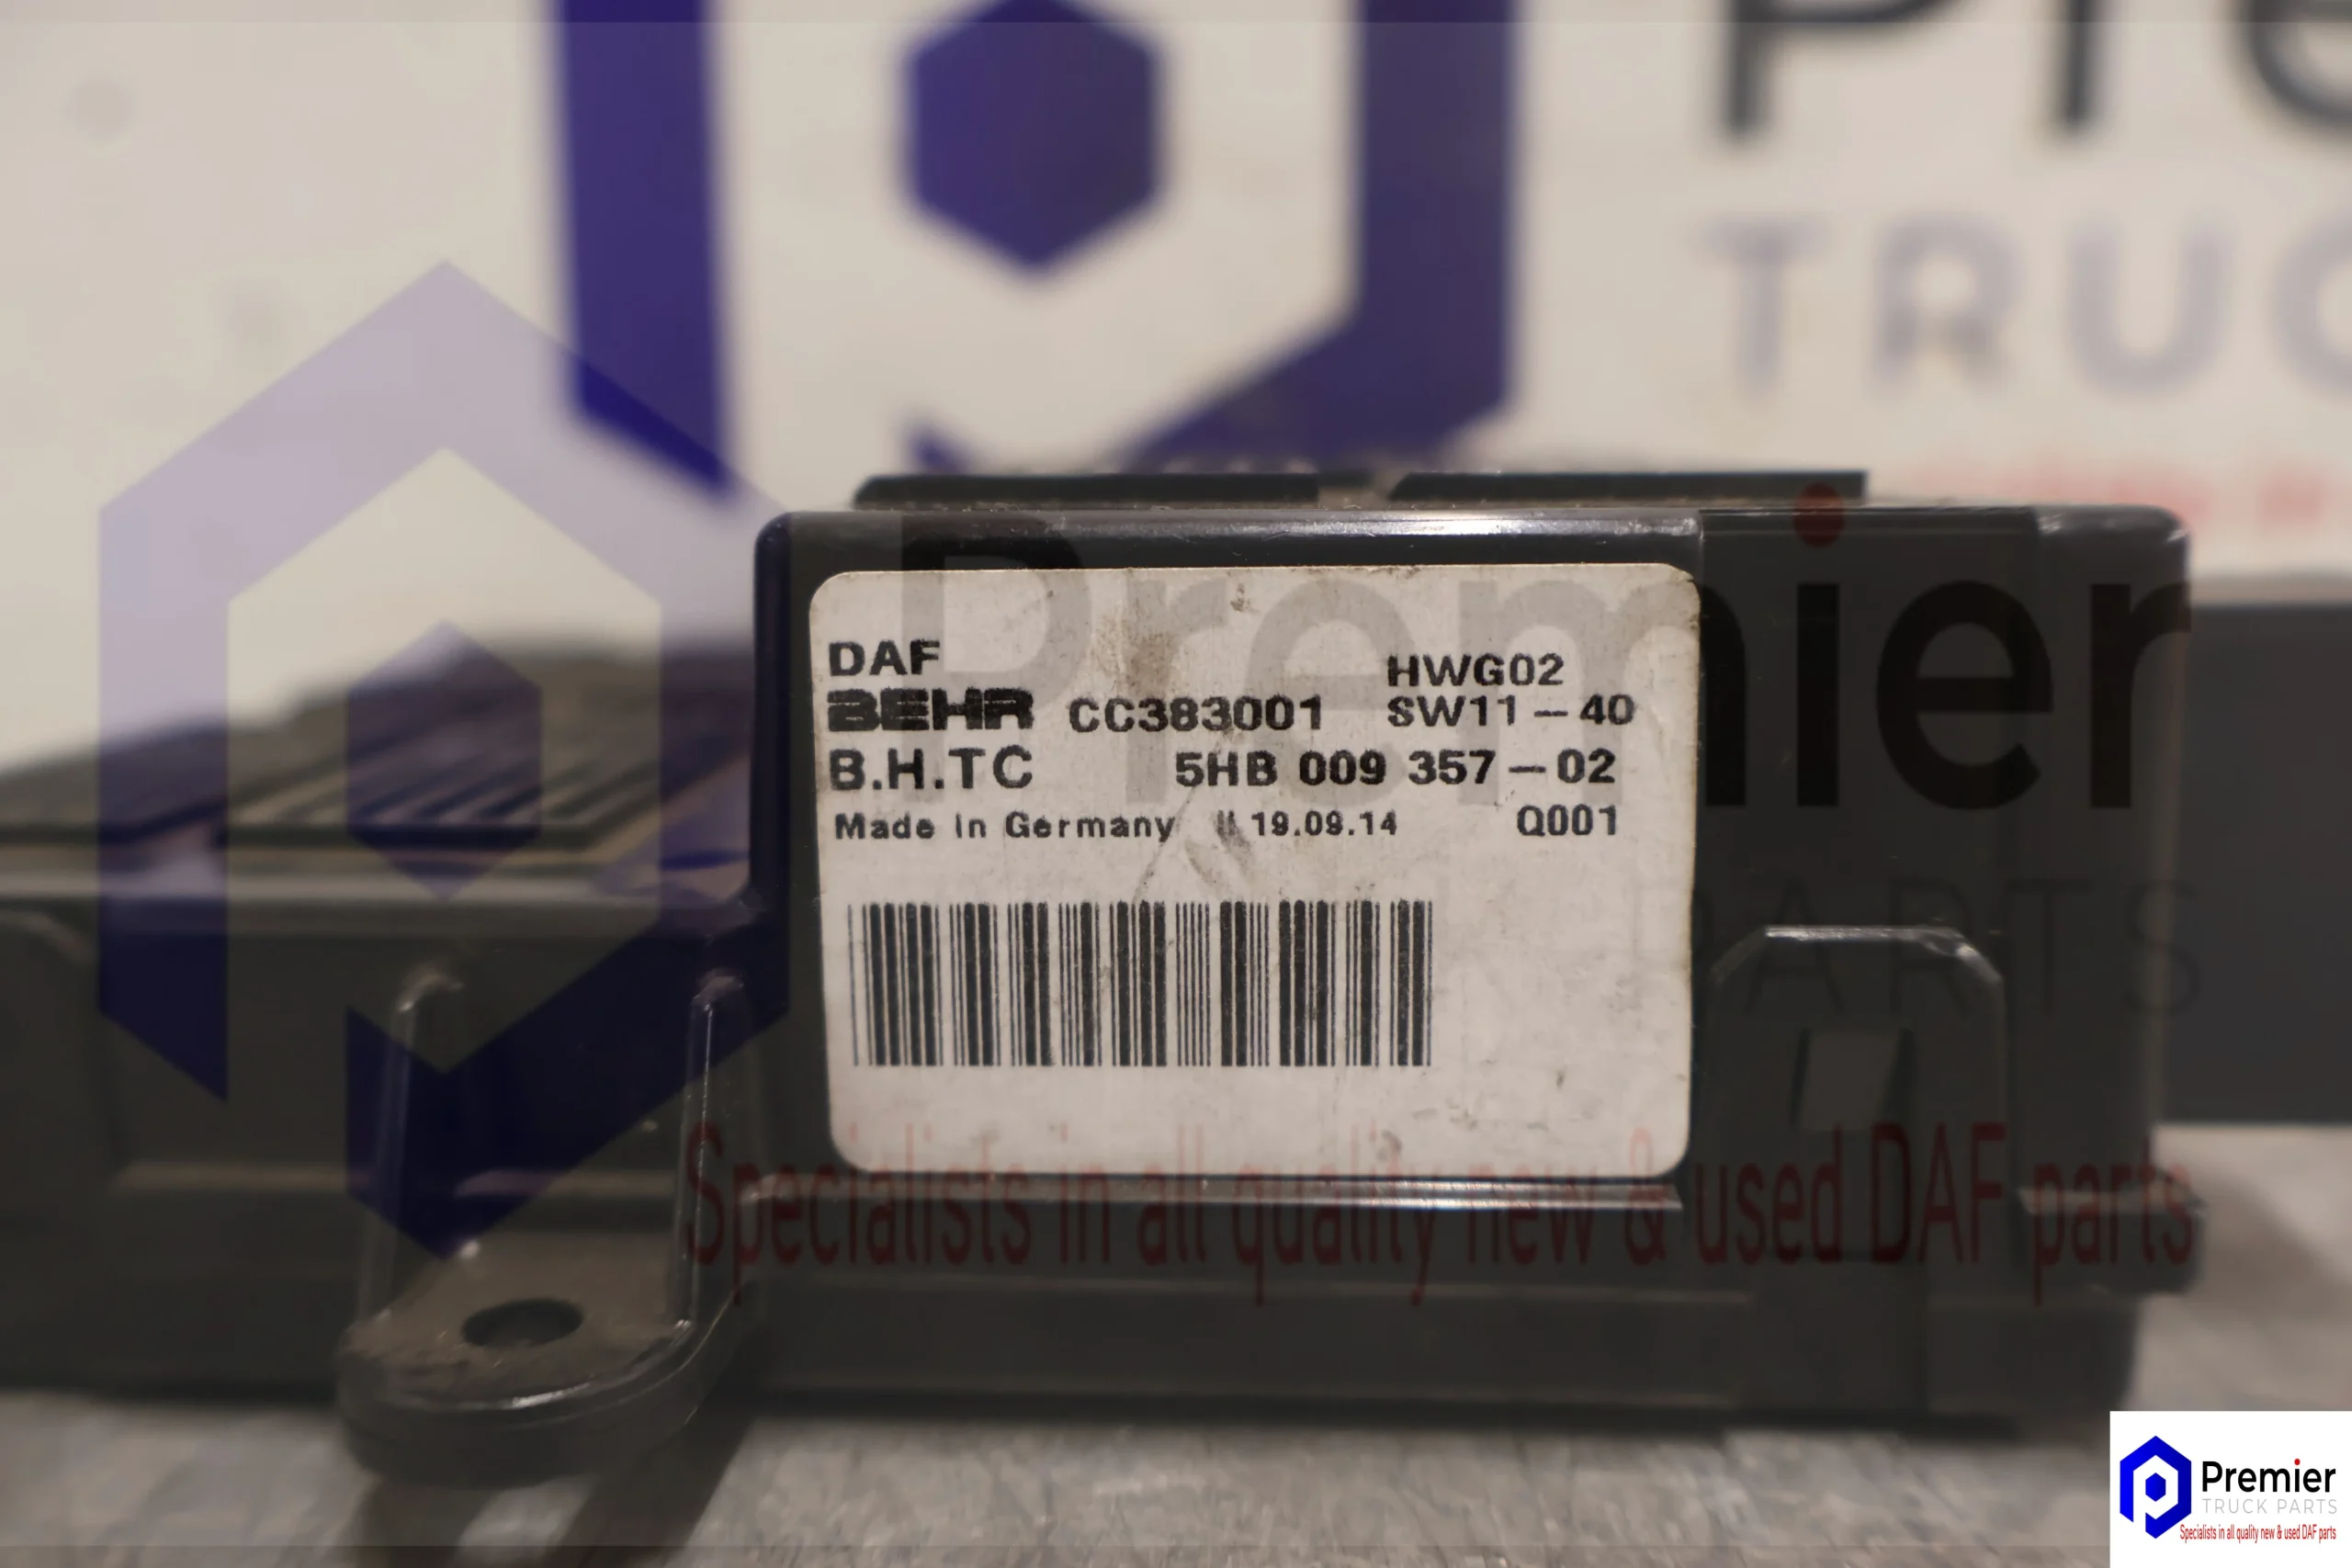 TRUC
DAF
HWG02
BEHR CC383001 SW11-40
B.H.TC 5HB 009 357-02
Made in Germany 19.09.14 Q001
Premier
PARTS
Specialists in all quality new & used DAF parts
Premier
TRUCK PARTS
Specialists in all quality new & used DAF parts